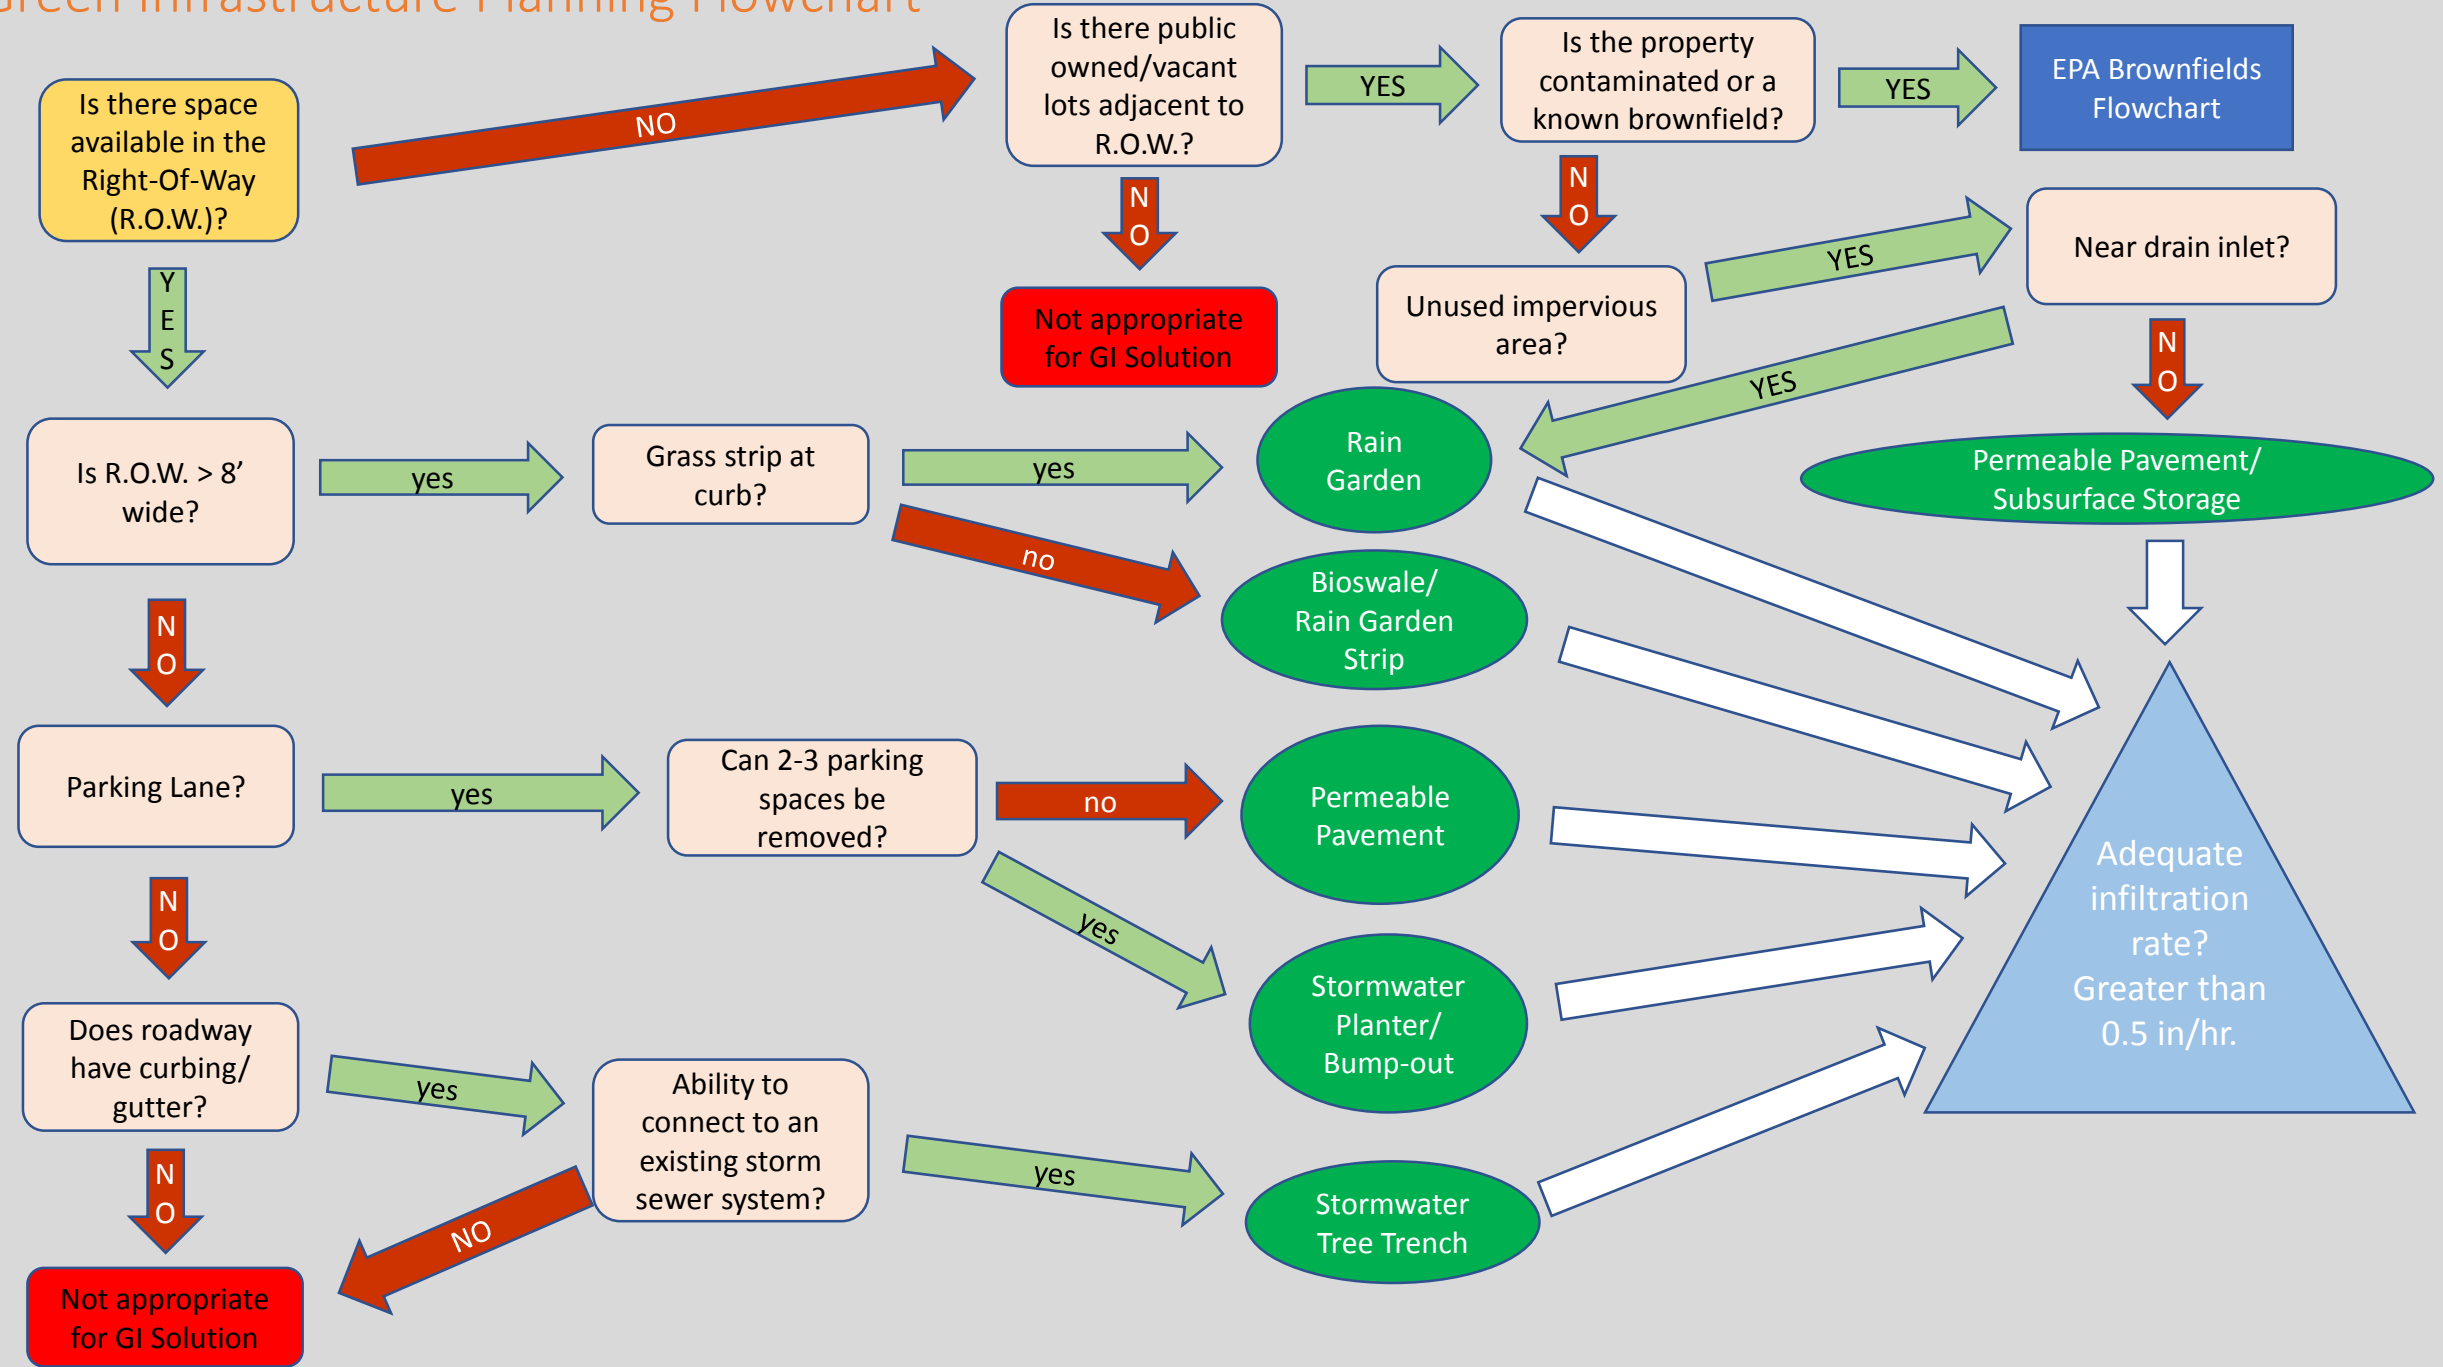 Green Infrastructure Planning Flowchart
Is there space
available in the
Right-Of-Way
(R.O.W.)?
NO
Is there public
owned/vacant
lots adjacent to
R.O.W.?
YES
Is the property
contaminated or a
known brownfield?
YES
EPA Brownfields
Flowchart
N
O
N
O
Not appropriate
for GI Solution
Unused impervious
area?
YES
Near drain inlet?
YES
N
O
Permeable Pavement/
Subsurface Storage
Y
E
S
Is R.O.W. > 8’
wide?
yes
Grass strip at
curb?
yes
Rain
Garden
no
Bioswale/
Rain Garden
Strip
N
O
Parking Lane?
yes
Can 2-3 parking
spaces be
removed?
no
Permeable
Pavement
yes
Stormwater
Planter/
Bump-out
N
O
Does roadway
have curbing/
gutter?
yes
Ability to
connect to an
existing storm
sewer system?
yes
Stormwater
Tree Trench
NO
N
O
Not appropriate
for GI Solution
Adequate
infiltration
rate?
Greater than
0.5 in/hr.